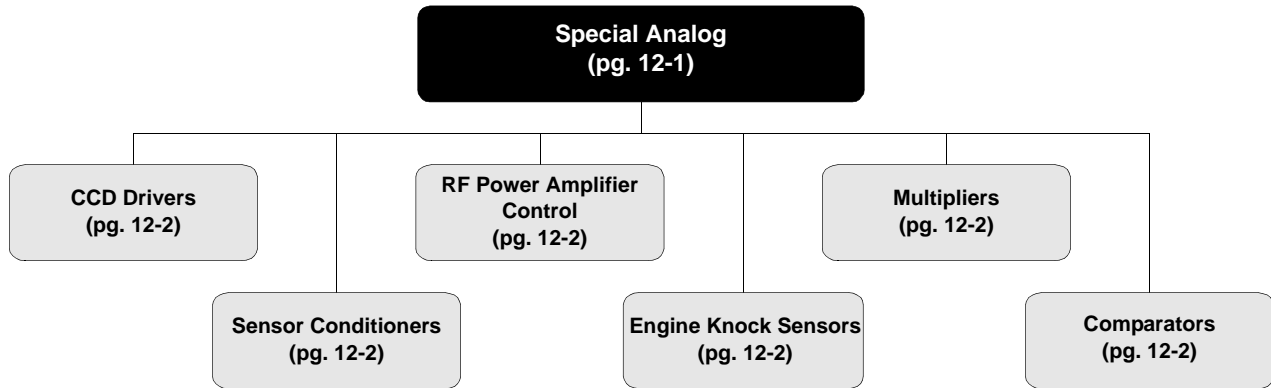 Special Analog
(pg. 12-1)
CCD Drivers
(pg. 12-2)
RF Power Amplifier
Control
(pg. 12-2)
Multipliers
(pg. 12-2)
Sensor Conditioners
(pg. 12-2)
Engine Knock Sensors
(pg. 12-2)
Comparators
(pg. 12-2)